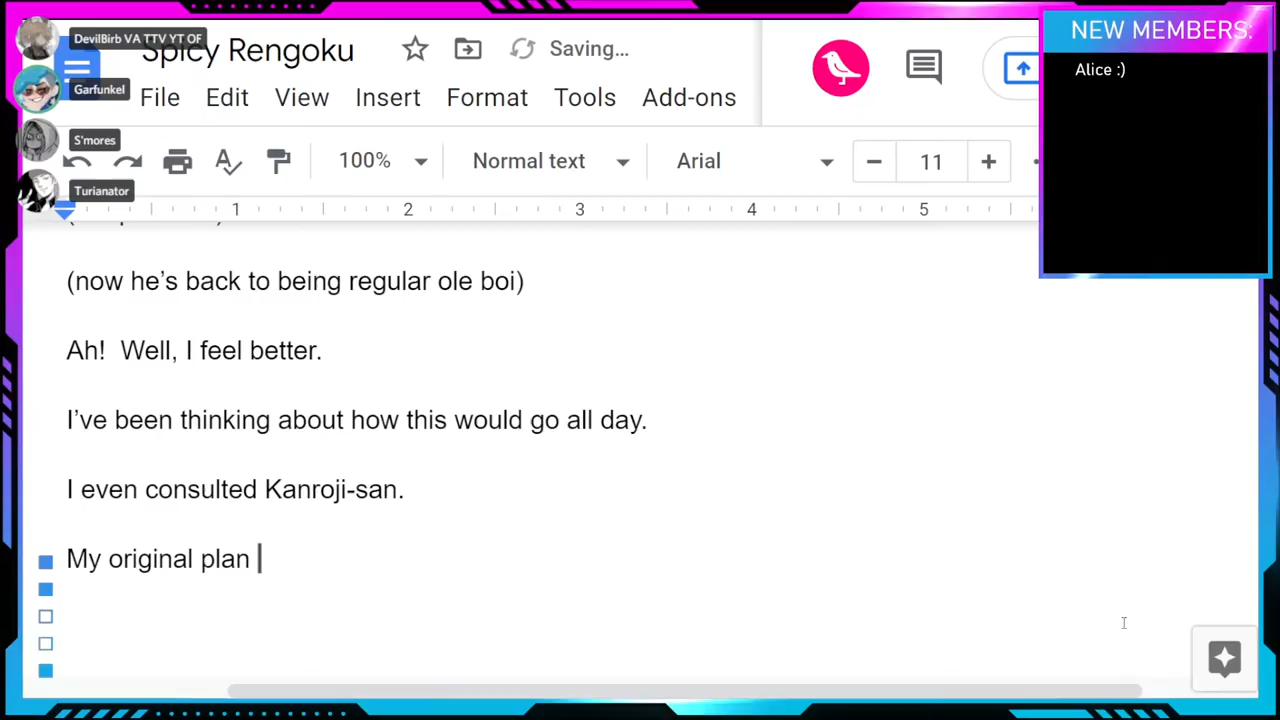 DevilBirb VA TTV YT OF
Spicy Rengoku
Saving...
NEW MEMBERS:
Alice :)
Garfunkel
File Edit View Insert Format Tools Add-ons
S'mores
100% Normal text Arial 11
Turianator
1 2 3 4 5
(now he's back to being regular ole boi)
Ah!  Well, I feel better.
I've been thinking about how this would go all day.
I even consulted Kanroji-san.
My original plan